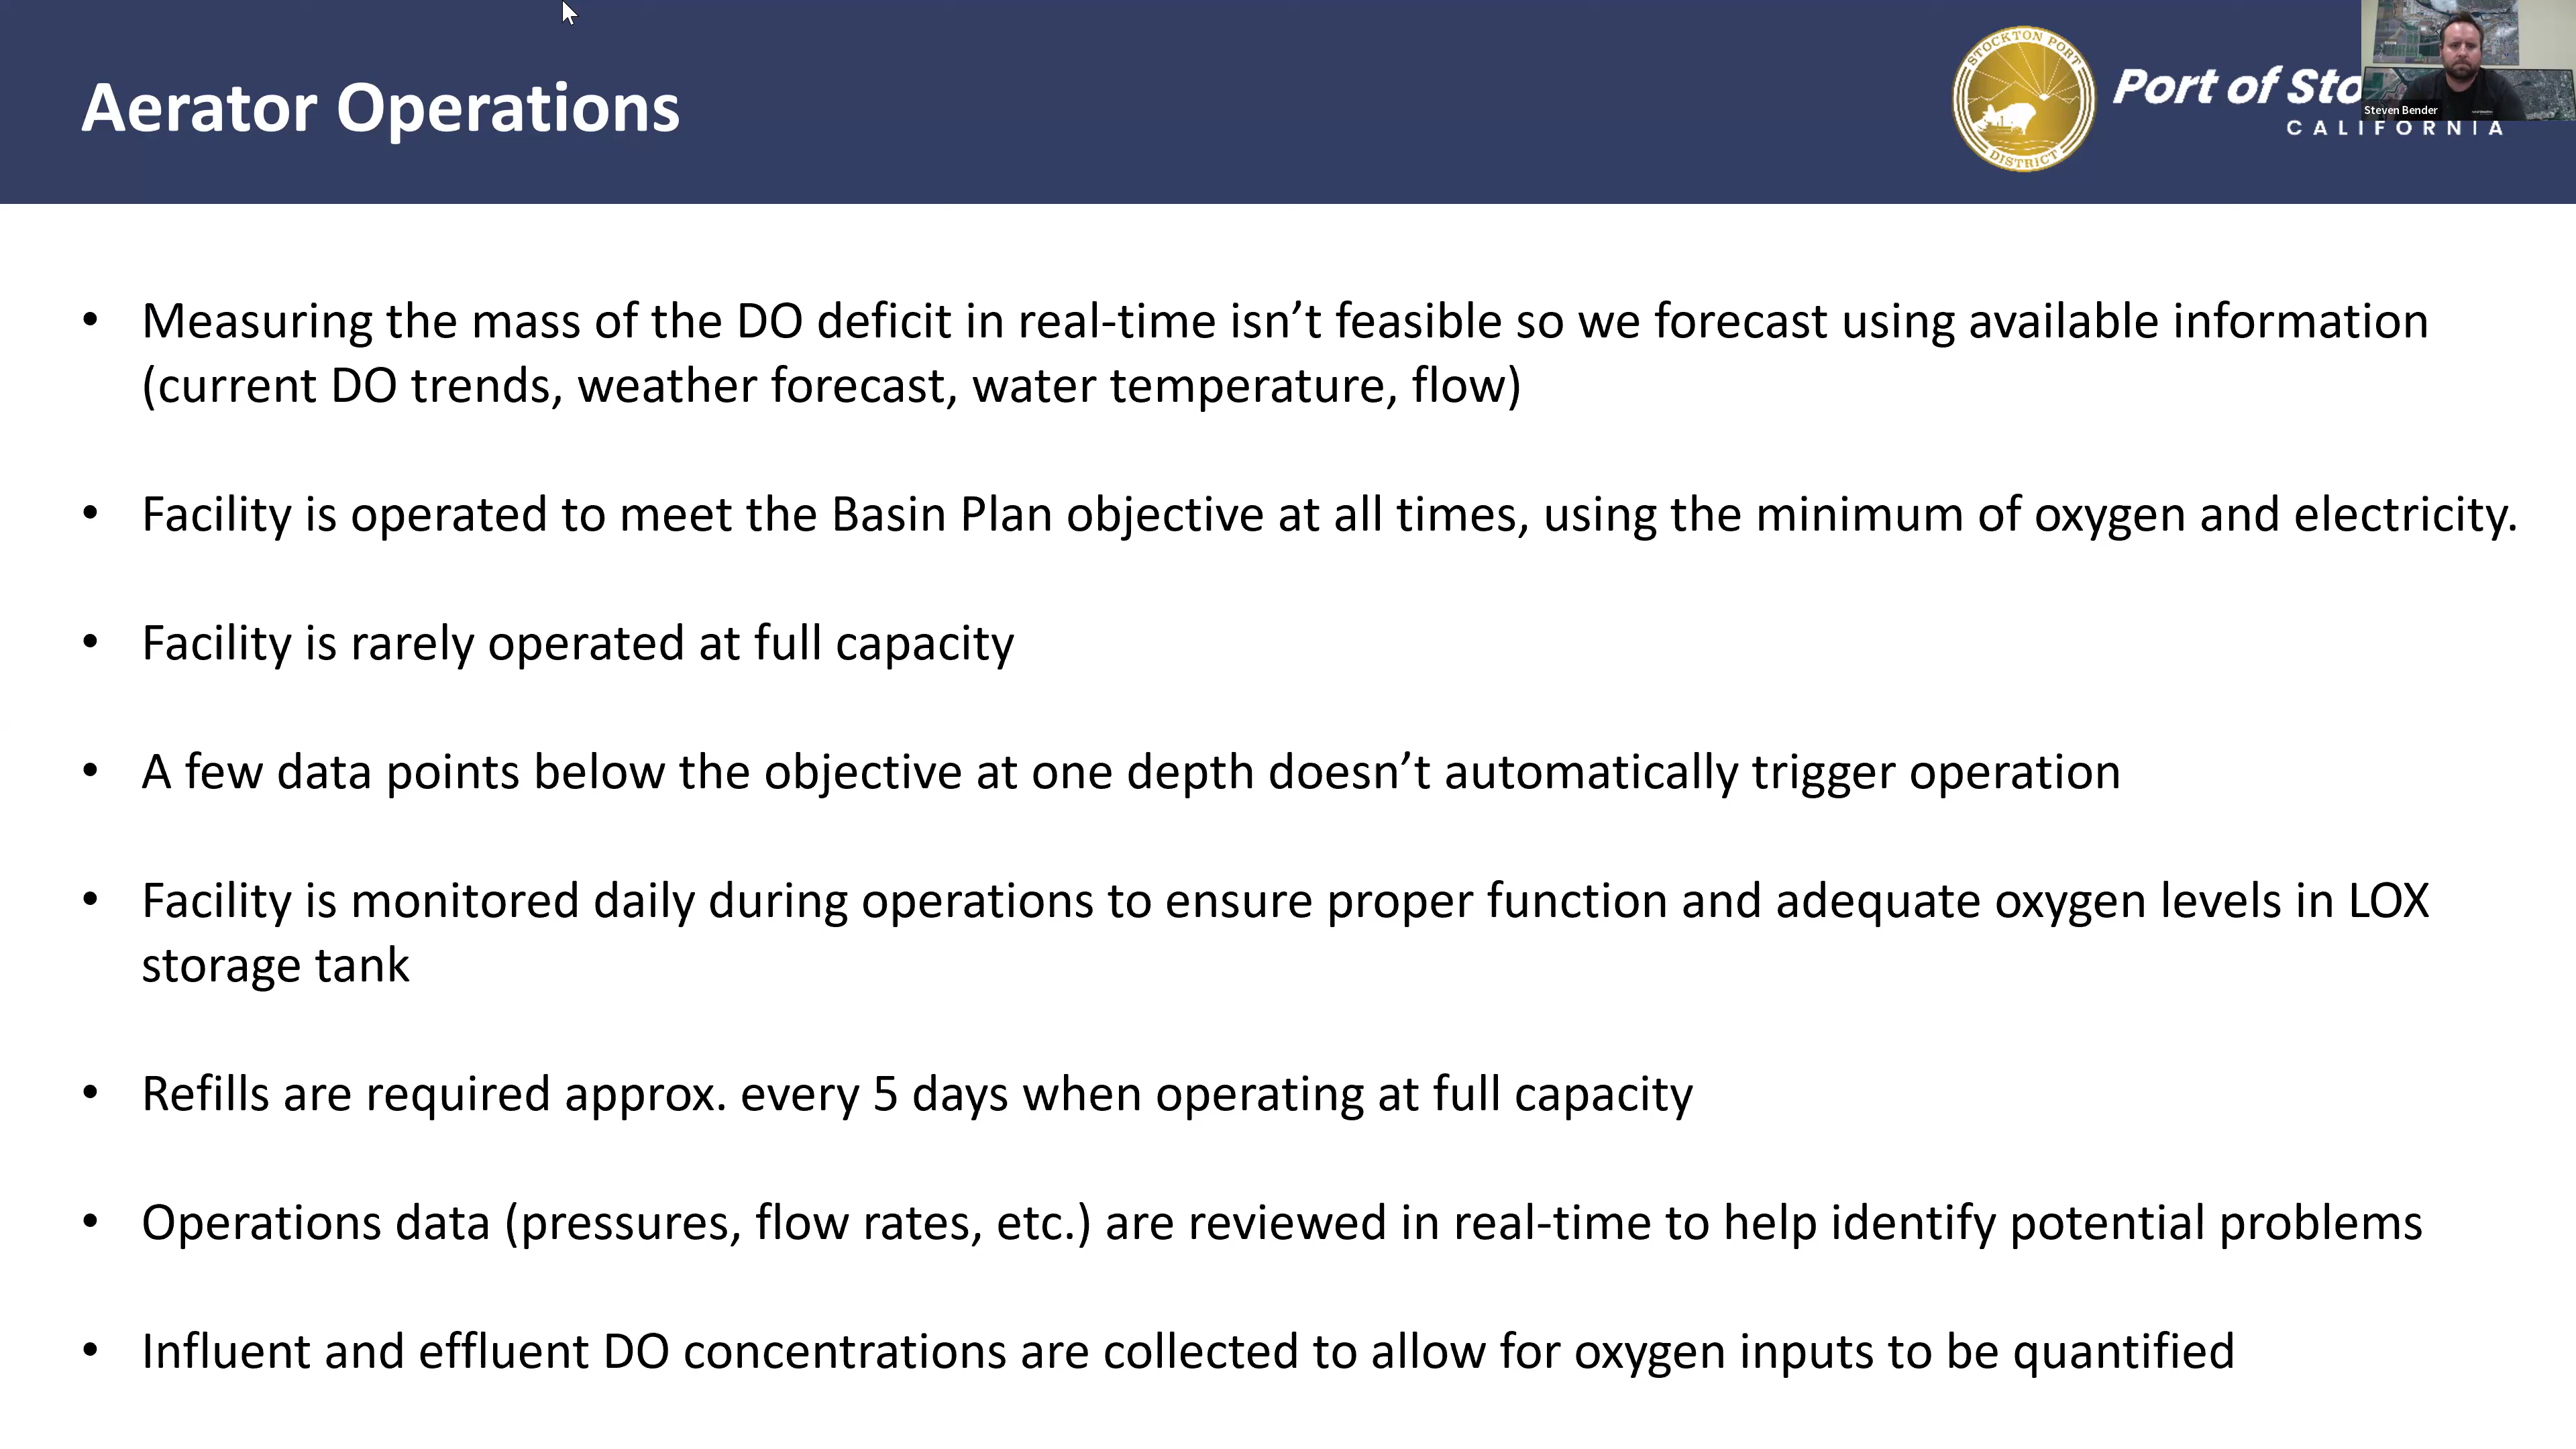 Aerator Operations
STOCKTON PORT
DISTRICT
Port of Sto
CALIFORNIA
Steven Bender
• Measuring the mass of the DO deficit in real-time isn’t feasible so we forecast using available information
(current DO trends, weather forecast, water temperature, flow)
• Facility is operated to meet the Basin Plan objective at all times, using the minimum of oxygen and electricity.
• Facility is rarely operated at full capacity
• A few data points below the objective at one depth doesn’t automatically trigger operation
• Facility is monitored daily during operations to ensure proper function and adequate oxygen levels in LOX
storage tank
• Refills are required approx. every 5 days when operating at full capacity
• Operations data (pressures, flow rates, etc.) are reviewed in real-time to help identify potential problems
• Influent and effluent DO concentrations are collected to allow for oxygen inputs to be quantified